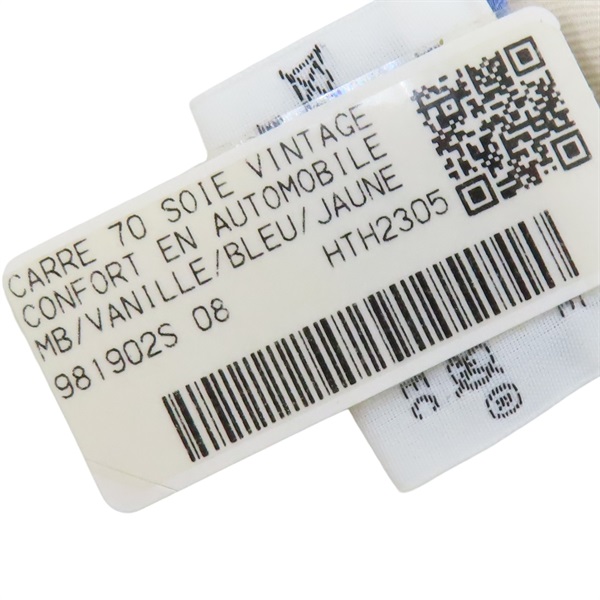 CARRE 70 SOIE VINTAGE
CONFORT EN AUTOMOBILE
MB/VANILLE/BLEU/JAUNE
981902S 08 HTH2305